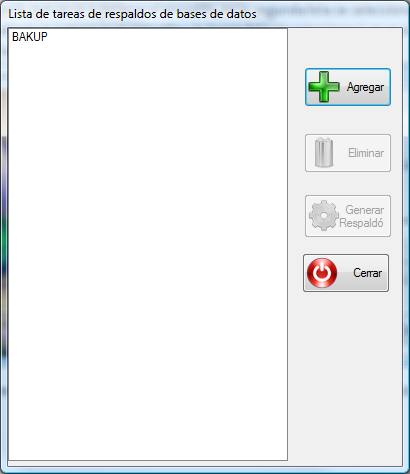 Lista de tareas de respaldos de bases de datos
BAKUP
Agregar
Eliminar
Generar
Respaldó
Cerrar